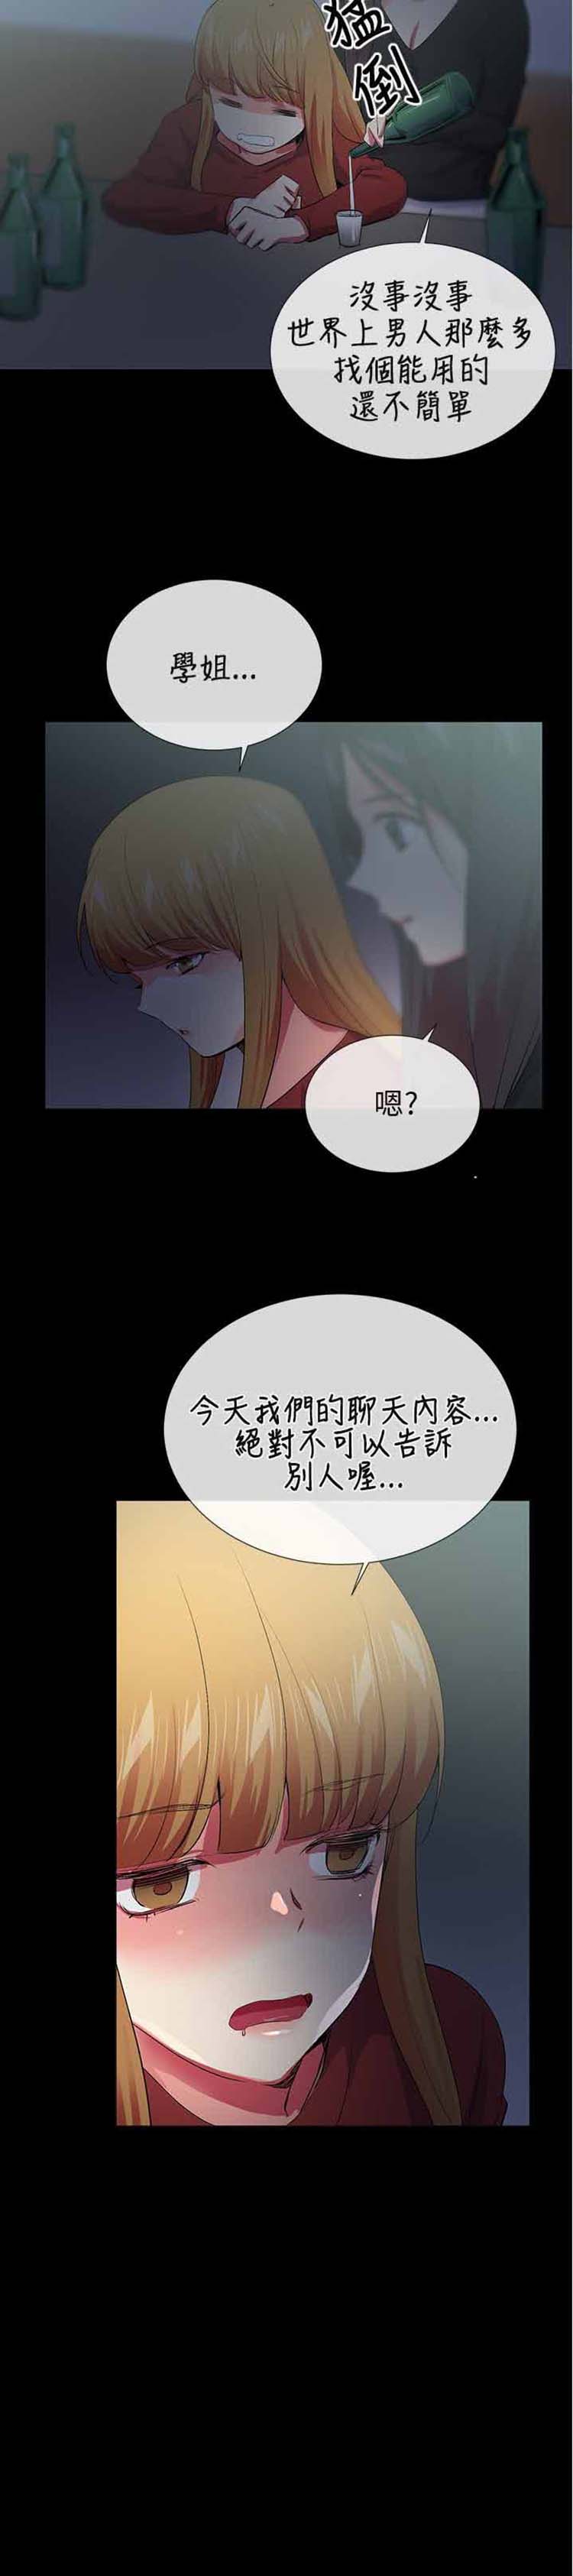 猛
倒
沒事沒事
世界上男人那麼多
找個能用的
還不簡單
學姐...
嗯?
今天我們的聊天內容...
絕對不可以告訴
別人喔...